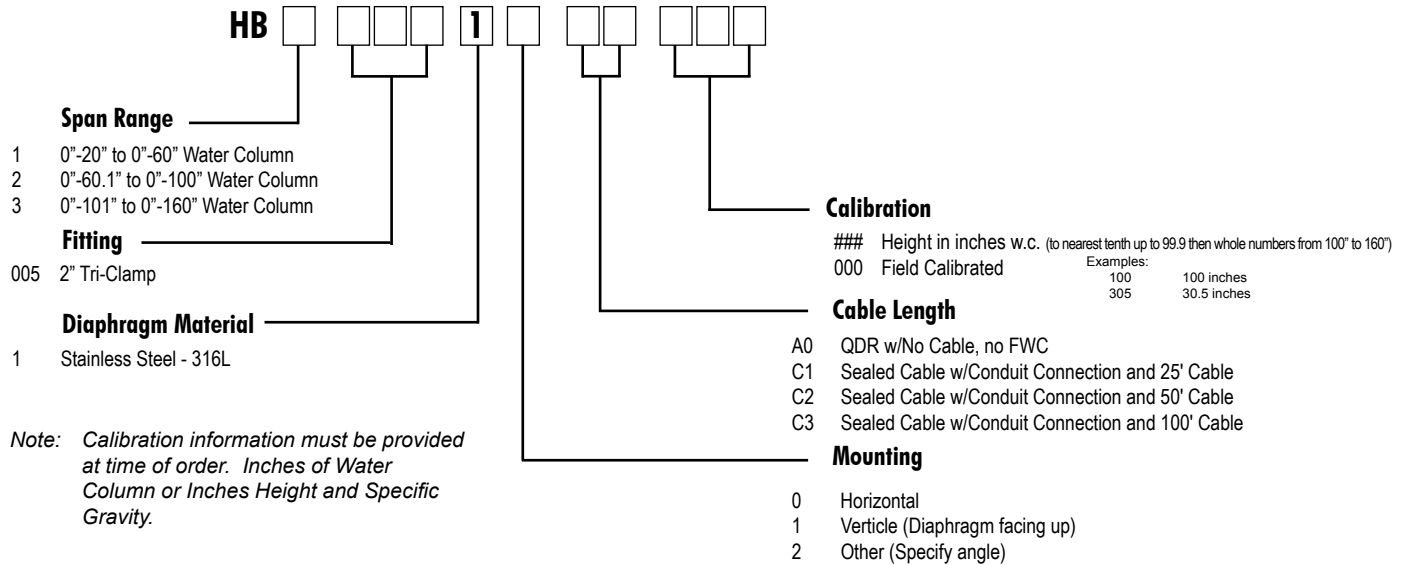 HB 1
Span Range
1 0"-20" to 0"-60" Water Column
2 0"-60.1" to 0"-100" Water Column
3 0"-101" to 0"-160" Water Column
Fitting
005 2" Tri-Clamp
Diaphragm Material
1 Stainless Steel - 316L
Note: Calibration information must be provided
at time of order. Inches of Water
Column or Inches Height and Specific
Gravity.
Calibration
### Height in inches w.c. (to nearest tenth up to 99.9 then whole numbers from 100" to 160")
000 Field Calibrated
Examples:
100 100 inches
305 30.5 inches
Cable Length
A0 QDR w/No Cable, no FWC
C1 Sealed Cable w/Conduit Connection and 25' Cable
C2 Sealed Cable w/Conduit Connection and 50' Cable
C3 Sealed Cable w/Conduit Connection and 100' Cable
Mounting
0 Horizontal
1 Verticle (Diaphragm facing up)
2 Other (Specify angle)